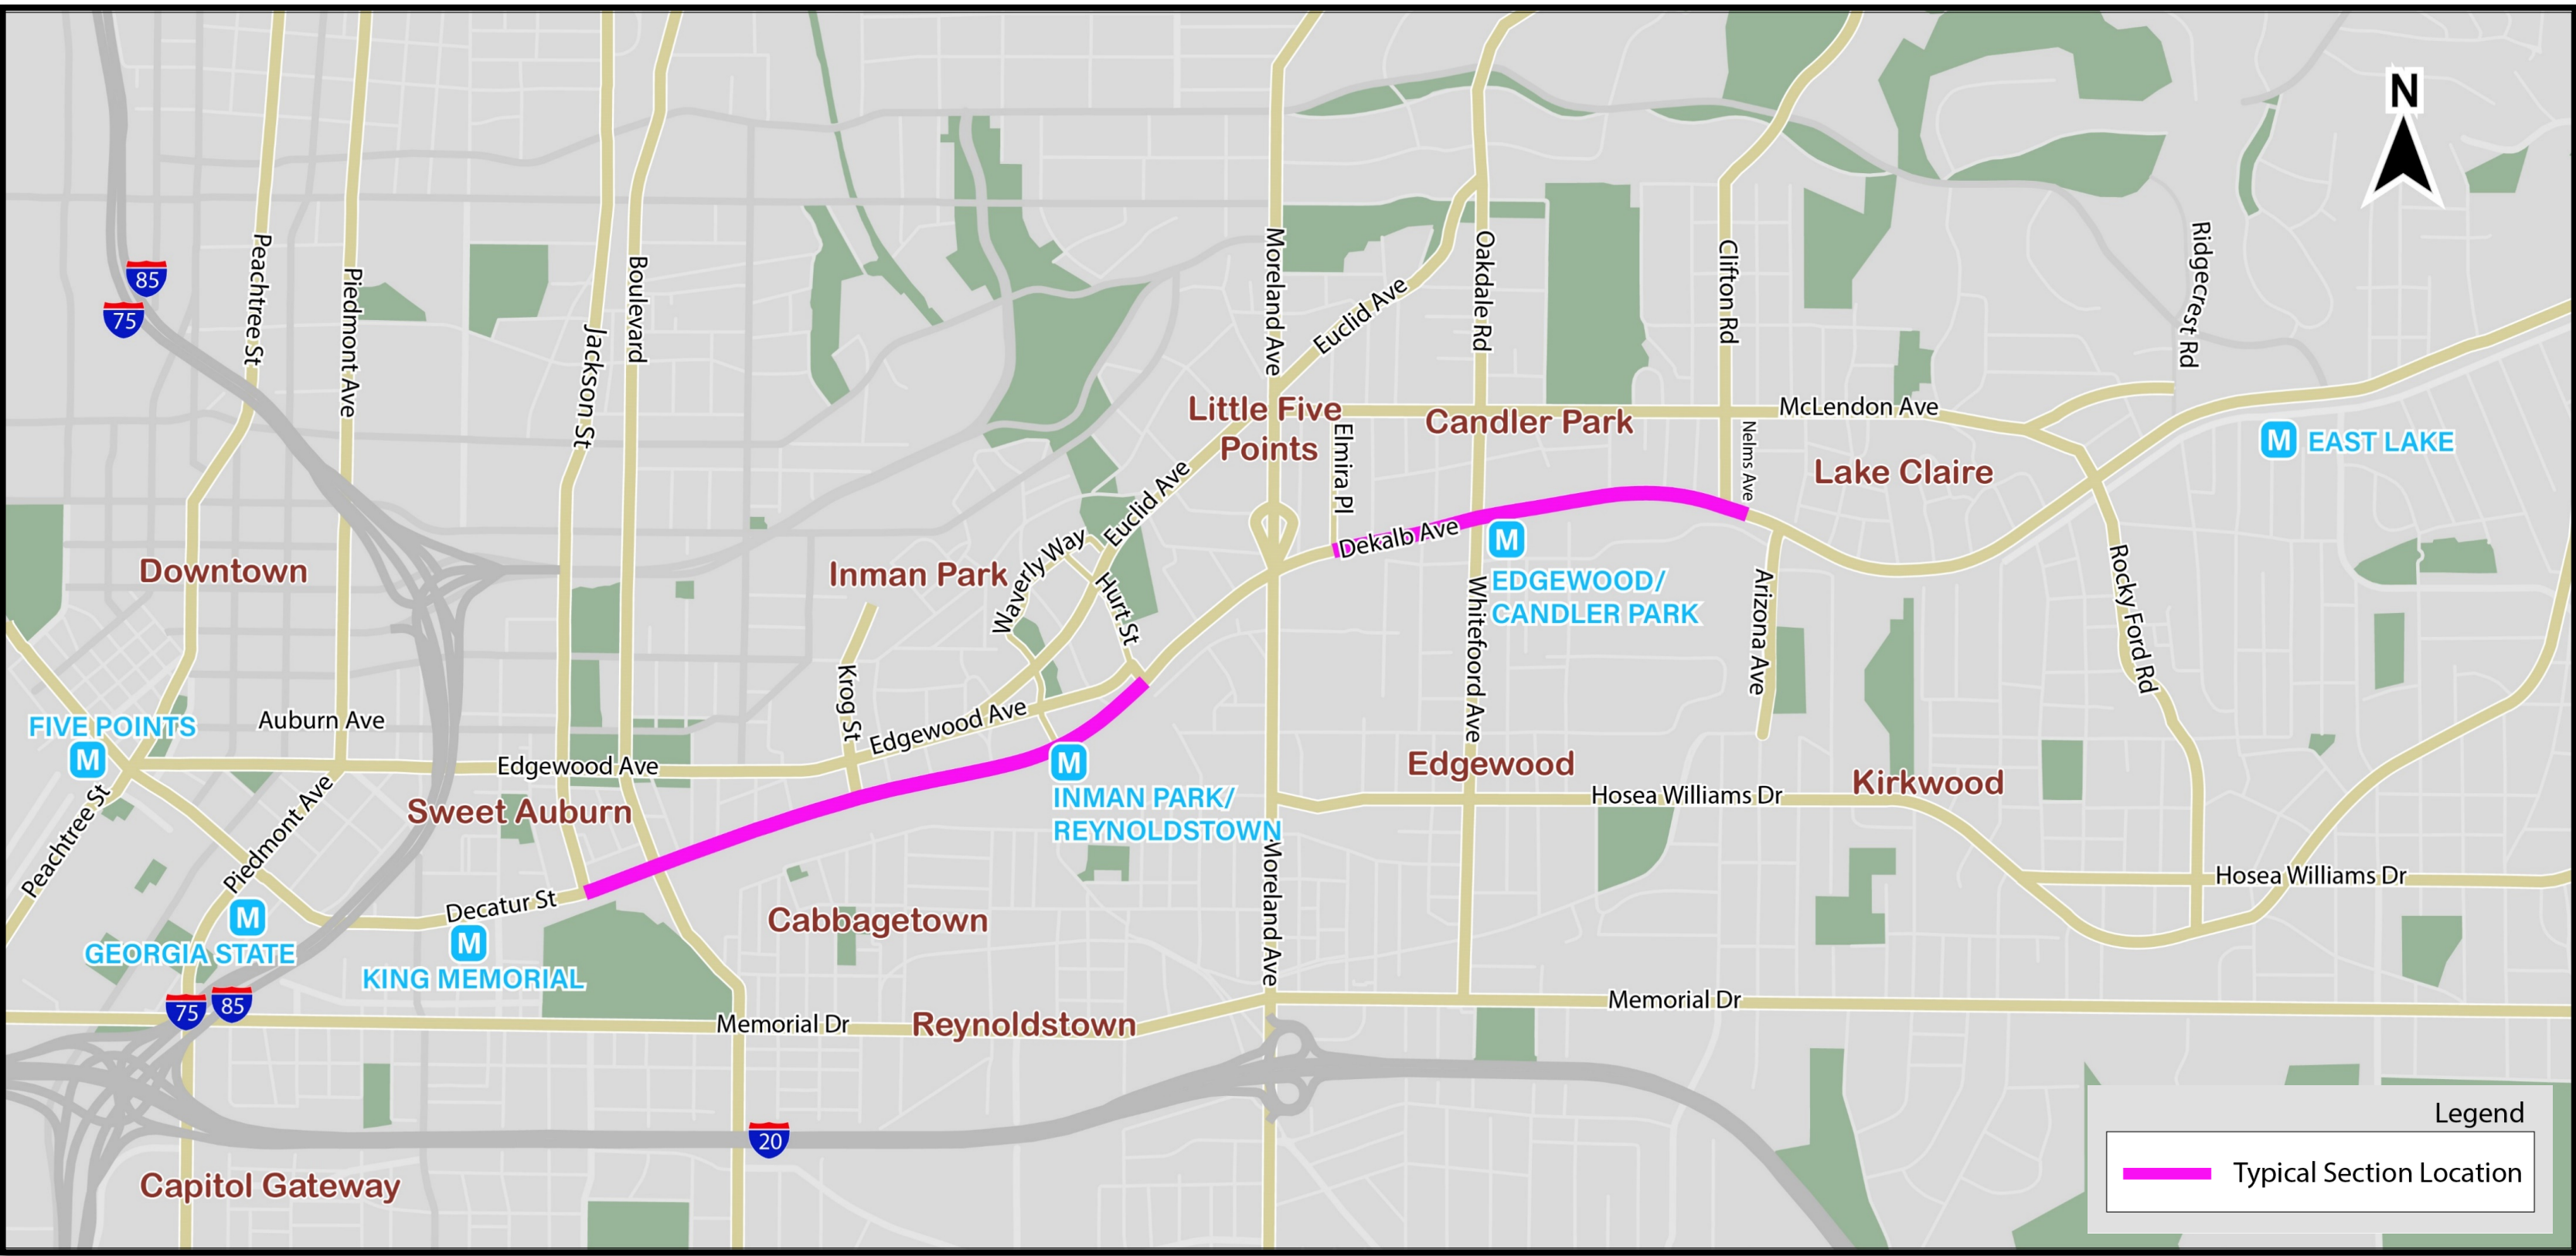 N
85
75
Peachtree St
Piedmont Ave
Jackson St
Boulevard
Moreland Ave
Euclid Ave
Oakdale Rd
Clifton Rd
Ridgecrest Rd
Little Five
Points
Elmira Pl
Candler Park
McLendon Ave
Nelms Ave
Lake Claire
M EAST LAKE
Downtown
Inman Park
Waverly Way
Euclid Ave
Hurt St
Dekalb Ave
M
EDGEWOOD/
CANDLER PARK
Whitefoord Ave
Arizona Ave
Rocky Ford Rd
Krog St
FIVE POINTS
M
Auburn Ave
Edgewood Ave
Edgewood Ave
M
INMAN PARK/
REYNOLDSTOWN
Edgewood
Hosea Williams Dr
Kirkwood
Sweet Auburn
Peachtree St
Piedmont Ave
Decatur St
M
GEORGIA STATE
M
KING MEMORIAL
Cabbagetown
Moreland Ave
Hosea Williams Dr
75
85
Memorial Dr
Reynoldstown
Memorial Dr
20
Capitol Gateway
Legend
Typical Section Location